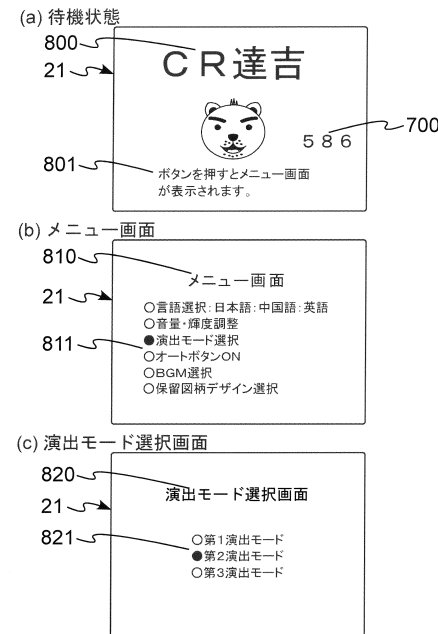 (a) 待機状態
800
21
CR達吉
586
700
801
ボタンを押すとメニュー画面
が表示されます。
(b) メニュー画面
810
メニュー画面
21
○言語選択：日本語：中国語：英語
○音量・輝度調整
811
●演出モード選択
○オートボタンON
○BGM選択
○保留図柄デザイン選択
(c) 演出モード選択画面
820
演出モード選択画面
21
821
○第1演出モード
●第2演出モード
○第3演出モード